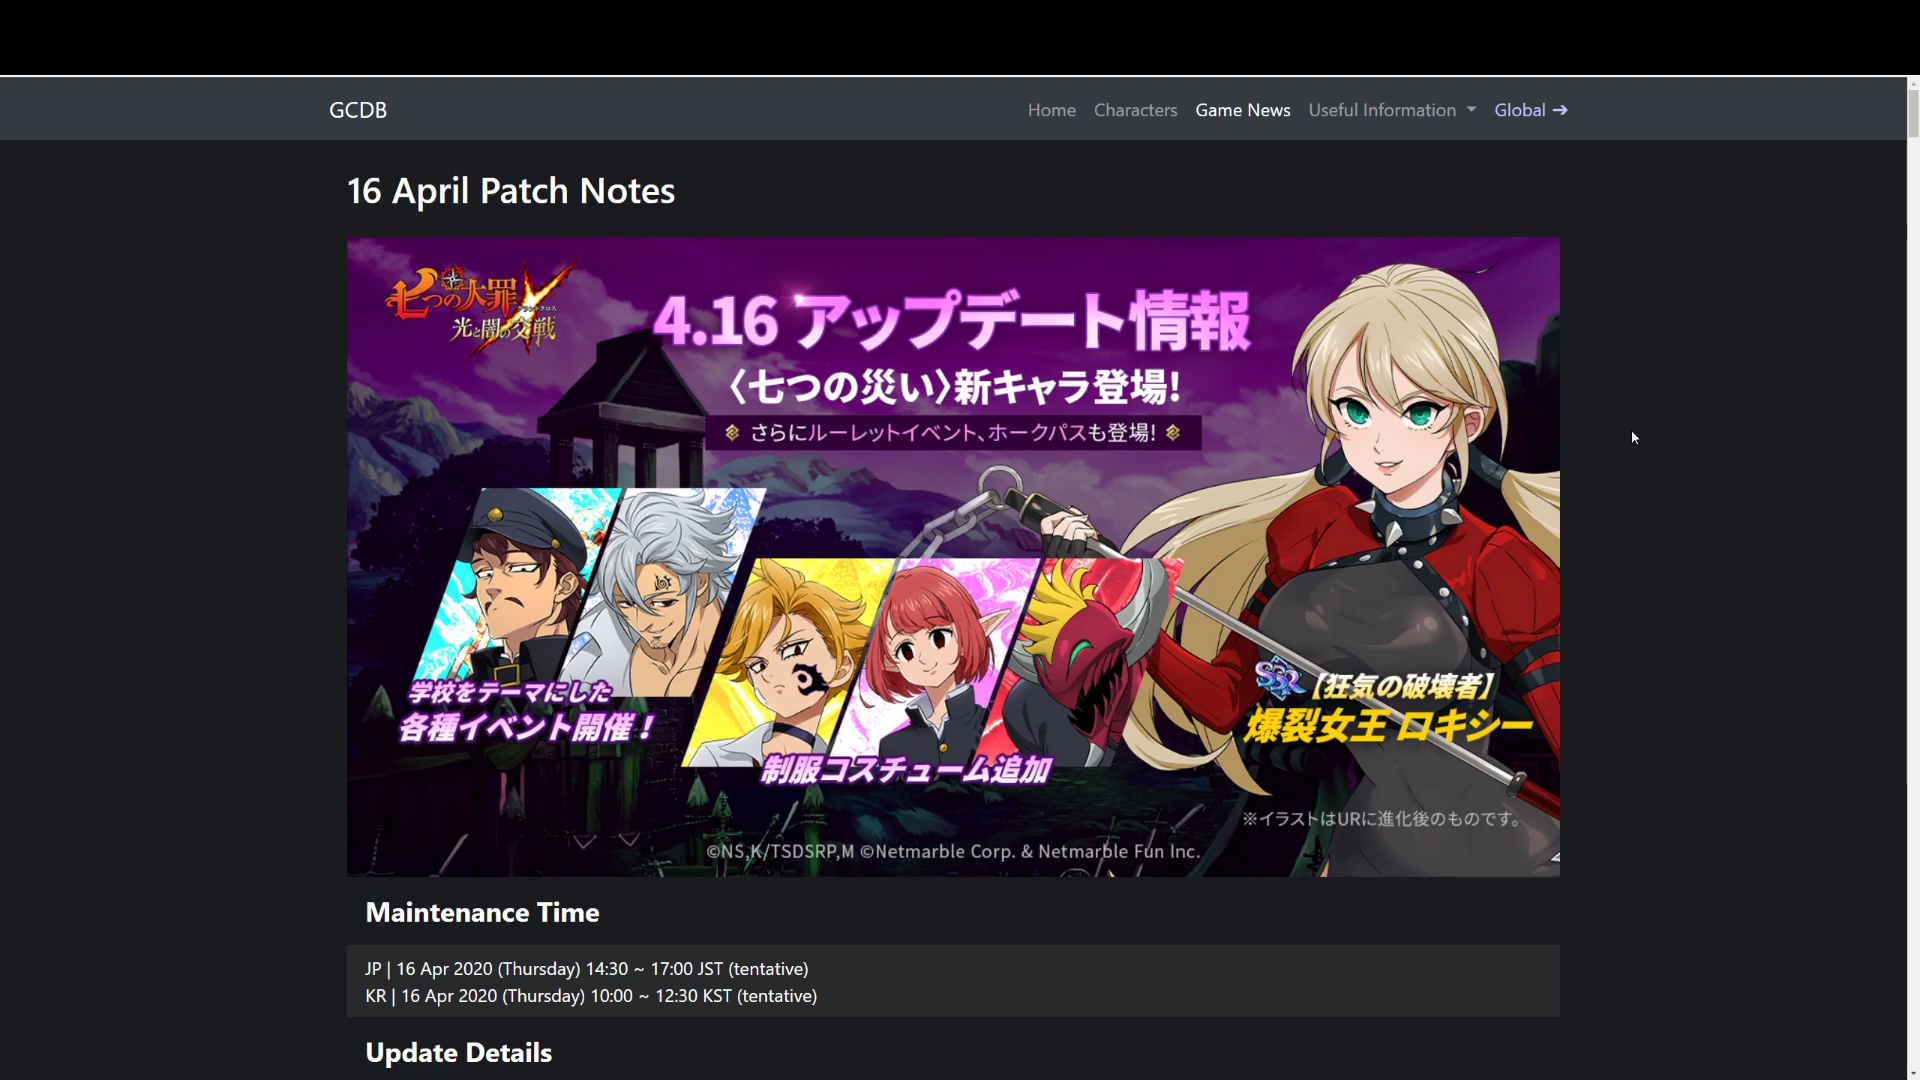 GCDB
Home Characters Game News Useful Information Global →
16 April Patch Notes
七つの大罪
光と闇の交戦
4.16 アップデート情報
〈七つの災い〉新キャラ登場!
さらにルーレットイベント、ホークパスも登場!
学校をテーマにした
各種イベント開催!
制服コスチューム追加
SSR【狂気の破壊者】
爆裂女王 ロキシー
※イラストはURに進化後のものです。
©NS,K/TSDSRP,M ©Netmarble Corp. & Netmarble Fun Inc.
Maintenance Time
JP | 16 Apr 2020 (Thursday) 14:30 ~ 17:00 JST (tentative)
KR | 16 Apr 2020 (Thursday) 10:00 ~ 12:30 KST (tentative)
Update Details